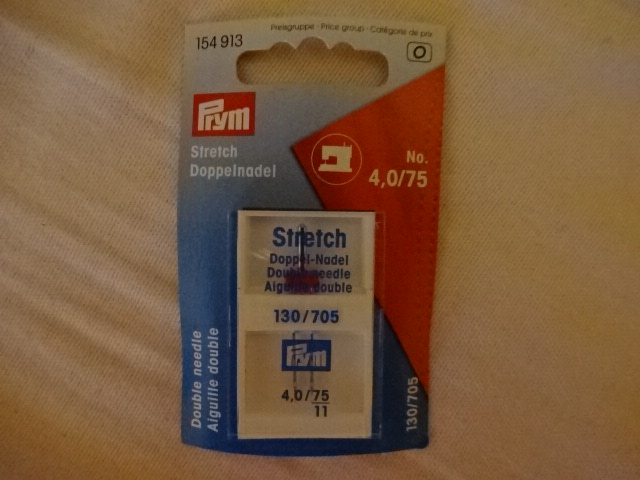 Preisgruppe · Price group · Catégorie de prix
154 913
O
Prym
Stretch
Doppelnadel
No.
4,0/75
Stretch
Doppel-Nadel
Double needle
Aiguille double
130/705
Prym
4,0/75
11
Double needle
Aiguille double
130/705